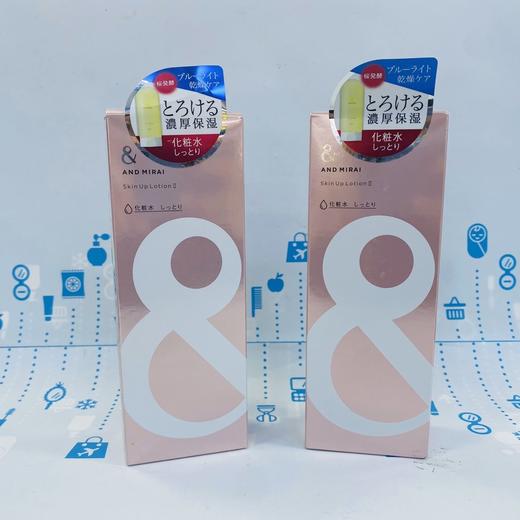 桜発酵
ブルーライト
乾燥ケア
とろける
濃厚保湿
化粧水
しっとり
&
AND MIRAI
Skin Up Lotion II
化粧水 しっとり
&
桜発酵
ブルーライト
乾燥ケア
とろける
濃厚保湿
化粧水
しっとり
&
AND MIRAI
Skin Up Lotion II
化粧水 しっとり
&